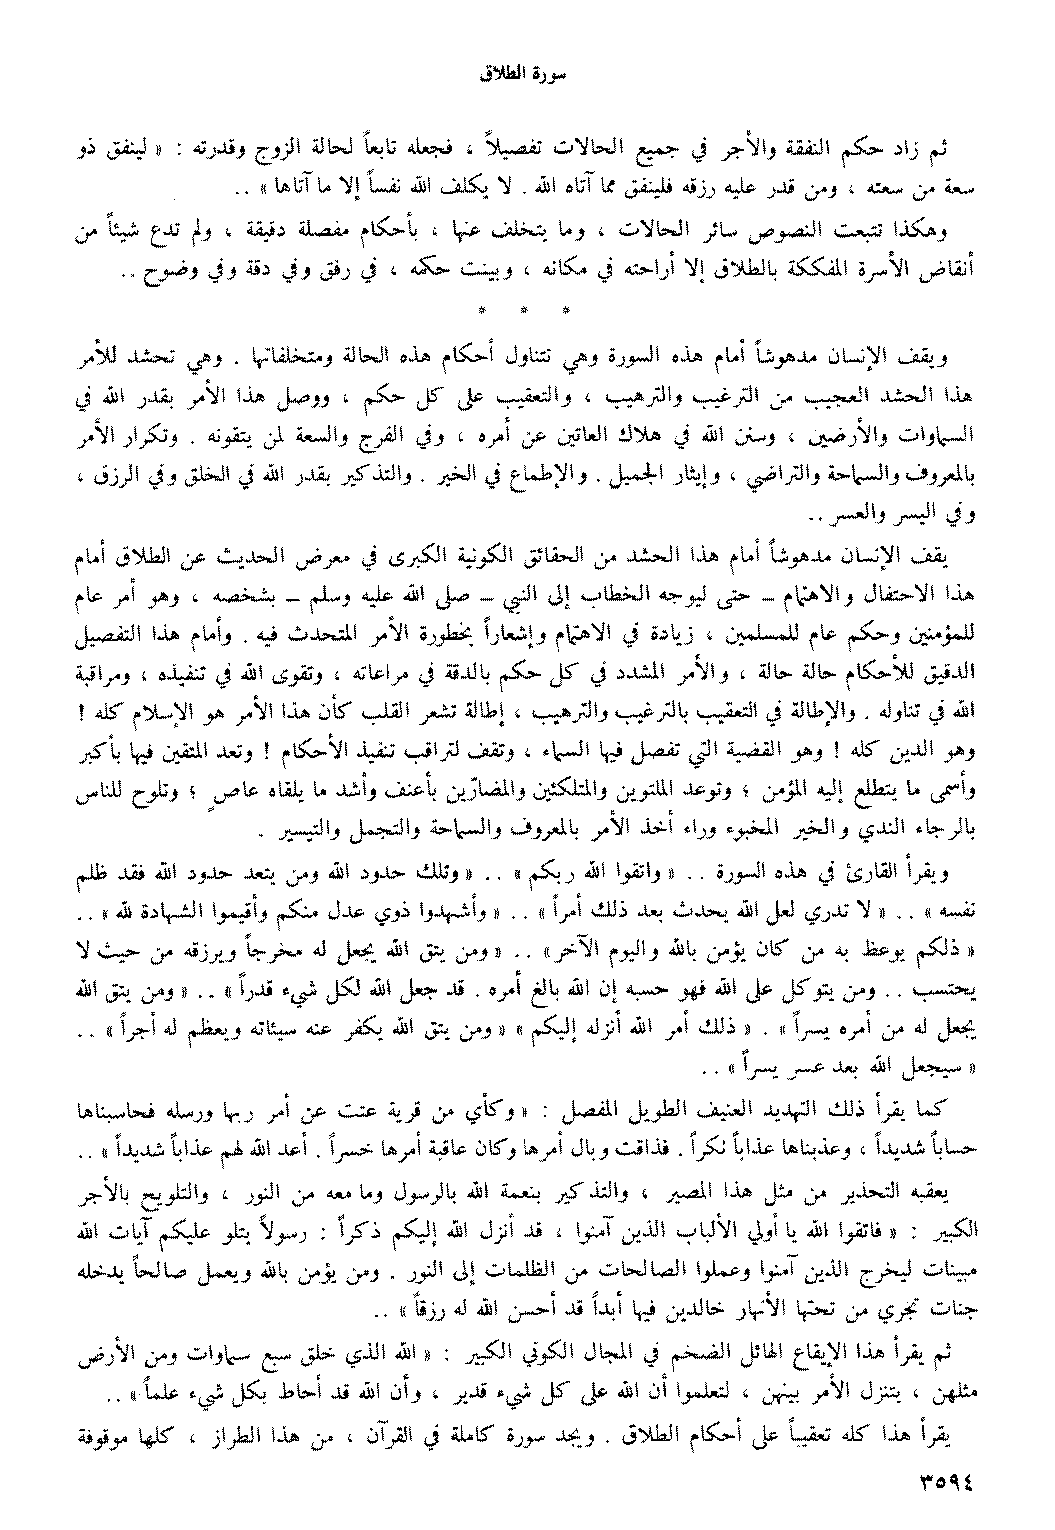 سورة الطلاق
ثم زاد حكم النفقة والأجر في جميع الحالات تفصيلاً ، فجعله تابعاً لحالة الزوج وقدرته : « لينفق ذو
سعة من سعته ، ومن قدر عليه رزقه فلينفق مما آتاه الله . لا يكلف الله نفساً إلا ما آتاها » ..
وهكذا تتبعت النصوص سائر الحالات ، وما يتخلف عنها ، بأحكام مفصلة دقيقة ، ولم تدع شيئاً من
أنقاض الأسرة المفككة بالطلاق إلا أراحته في مكانه ، وبينت حكمه ، في رفق وفي دقة وفي وضوح ..
* * *
ويقف الإنسان مدهوشاً أمام هذه السورة وهي تتناول أحكام هذه الحالة ومتخلفاتها . وهي تحشد للأمر
هذا الحشد العجيب من الترغيب والترهيب ، والتعقيب على كل حكم ، ووصل هذا الأمر بقدر الله في
السماوات والأرضين ، وسنن الله في هلاك العاتين عن أمره ، وفي الفرج والسعة لمن يتقونه . وتكرار الأمر
بالمعروف والسماحة والتراضي ، وإيثار الجميل . والإطماع في الخير . والتذكير بقدر الله في الخلق وفي الرزق ،
وفي اليسر والعسر ..
يقف الإنسان مدهوشاً أمام هذا الحشد من الحقائق الكونية الكبرى في معرض الحديث عن الطلاق أمام
هذا الاحتفال والاهتمام – حتى ليوجه الخطاب إلى النبي – صلى الله عليه وسلم – بشخصه ، وهو أمر عام
للمؤمنين وحكم عام للمسلمين ، زيادة في الاهتمام وإشعاراً بخطورة الأمر المتحدث فيه . وأمام هذا التفصيل
الدقيق للأحكام حالة حالة ، والأمر المشدد في كل حكم بالدقة في مراعاته ، وتقوى الله في تنفيذه ، ومراقبة
الله في تناوله . والإطالة في التعقيب بالترغيب والترهيب ، إطالة تشعر القلب كأن هذا الأمر هو الإسلام كله !
وهو الدين كله ! وهو القضية التي تفصل فيها السماء ، وتقف لتراقب تنفيذ الأحكام ! وتعد المتقين فيها بأكبر
وأسمى ما يتطلع إليه المؤمن ؛ وتوعد الملتوين والمتلكئين والمضارّين بأعنف وأشد ما يلقاه عاصٍ ؛ وتلوح للناس
بالرجاء الندي والخير المخبوء وراء أخذ الأمر بالمعروف والسماحة والتجمل والتيسير .
ويقرأ القارئ في هذه السورة .. « واتقوا الله ربكم » .. « وتلك حدود الله ومن يتعد حدود الله فقد ظلم
نفسه » .. « لا تدري لعل الله يحدث بعد ذلك أمراً » .. « وأشهدوا ذوي عدل منكم وأقيموا الشهادة لله » ..
« ذلكم يوعظ به من كان يؤمن بالله واليوم الآخر » .. « ومن يتق الله يجعل له مخرجاً ويرزقه من حيث لا
يحتسب .. ومن يتوكل على الله فهو حسبه إن الله بالغ أمره . قد جعل الله لكل شيء قدراً » .. « ومن يتق الله
يجعل له من أمره يسراً » . « ذلك أمر الله أنزله إليكم » « ومن يتق الله يكفر عنه سيئاته ويعظم له أجراً » ..
« سيجعل الله بعد عسر يسراً » ..
كما يقرأ ذلك التهديد العنيف الطويل المفصل : « وكأي من قرية عتت عن أمر ربها ورسله فحاسبناها
حساباً شديداً ، وعذبناها عذاباً نكراً . فذاقت وبال أمرها وكان عاقبة أمرها خسراً . أعد الله لهم عذاباً شديداً » ..
يعقبه التحذير من مثل هذا المصير ، والتذكير بنعمة الله بالرسول وما معه من النور ، والتلويح بالأجر
الكبير : « فاتقوا الله يا أولي الألباب الذين آمنوا ، قد أنزل الله إليكم ذكراً : رسولاً يتلو عليكم آيات الله
مبينات ليخرج الذين آمنوا وعملوا الصالحات من الظلمات إلى النور . ومن يؤمن بالله ويعمل صالحاً يدخله
جنات تجري من تحتها الأنهار خالدين فيها أبداً قد أحسن الله له رزقاً » ..
ثم يقرأ هذا الإيقاع الهائل الضخم في المجال الكوني الكبير : « الله الذي خلق سبع سماوات ومن الأرض
مثلهن ، يتنزل الأمر بينهن ، لتعلموا أن الله على كل شيء قدير ، وأن الله قد أحاط بكل شيء علماً » ..
يقرأ هذا كله تعقيباً على أحكام الطلاق . ويجد سورة كاملة في القرآن ، من هذا الطراز ، كلها موقوفة
٣٥٩٤